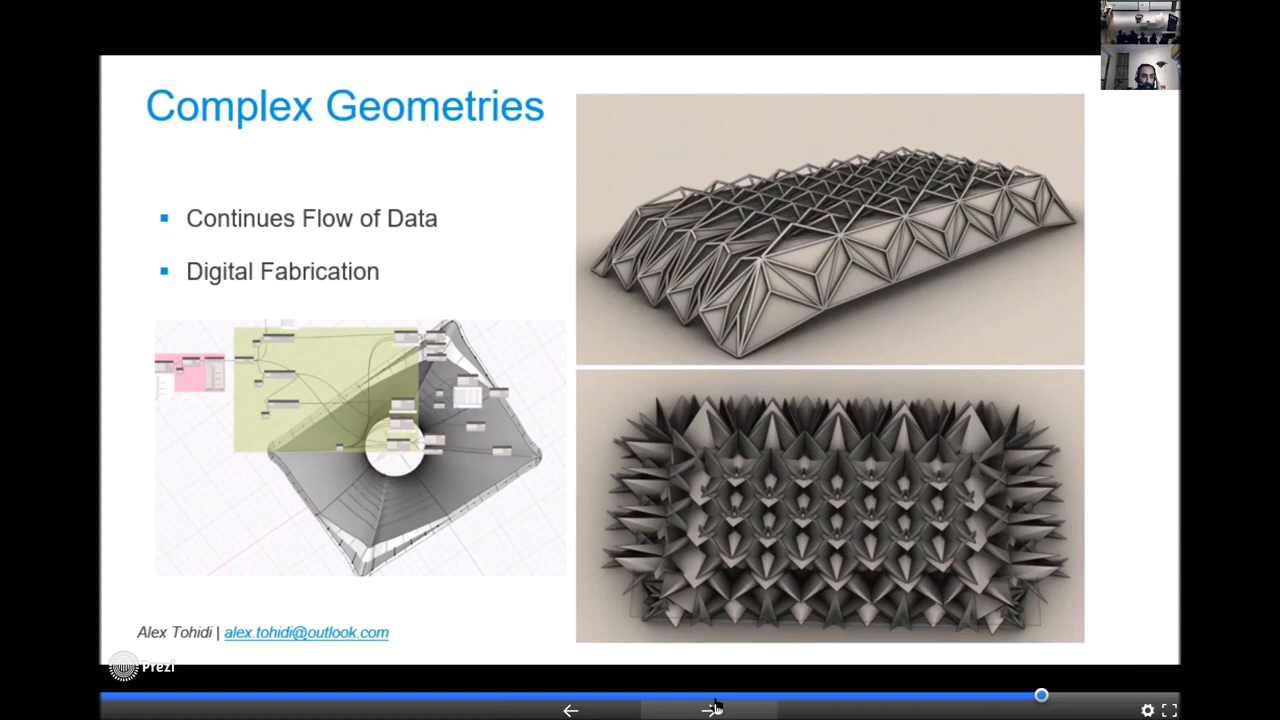 Complex Geometries
Continues Flow of Data
Digital Fabrication
Alex Tohidi | alex.tohidi@outlook.com
Prezi